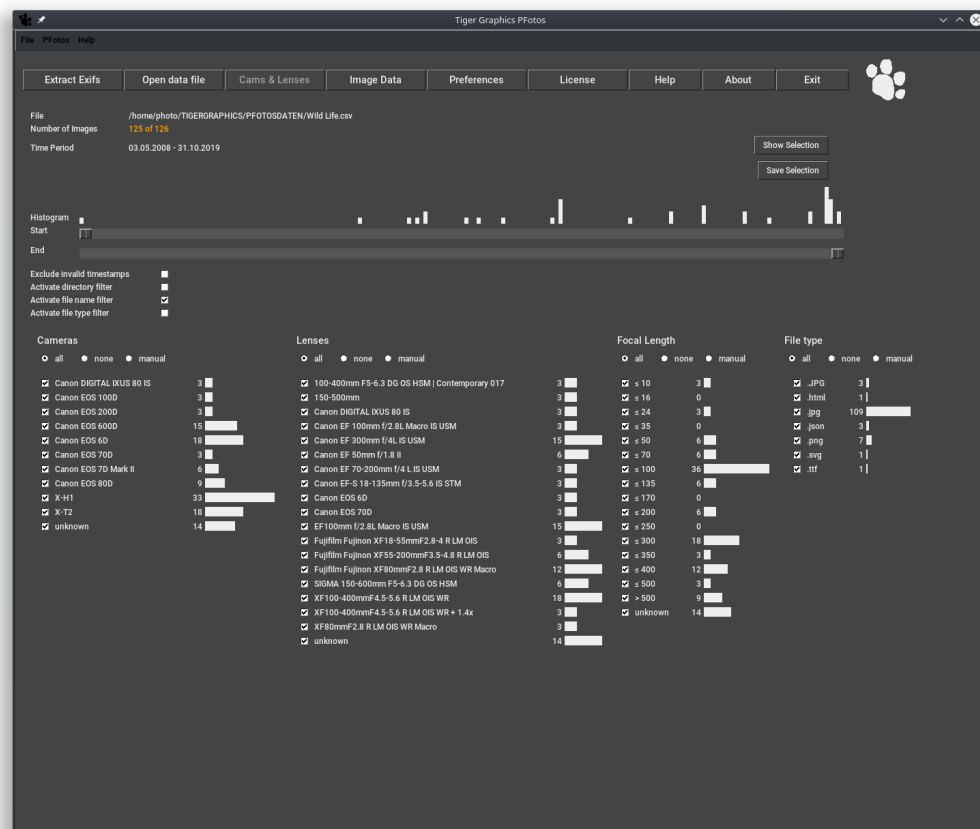 Tiger Graphics PFotos
File PFotos Help
Extract Exifs Open data file Cams & Lenses Image Data Preferences License Help About Exit
File /home/photo/TIGERGRAPHICS/PFOTOSDATEN/Wild Life.csv
Number of Images 125 of 126
Show Selection
Time Period 03.05.2008 - 31.10.2019
Save Selection
Histogram
Start
End
Exclude invalid timestamps
Activate directory filter
Activate file name filter
Activate file type filter
Cameras
all none manual
Canon DIGITAL IXUS 80 IS 3
Canon EOS 100D 3
Canon EOS 200D 3
Canon EOS 600D 15
Canon EOS 6D 18
Canon EOS 70D 3
Canon EOS 7D Mark II 6
Canon EOS 80D 9
X-H1 33
X-T2 18
unknown 14
Lenses
all none manual
100-400mm F5-6.3 DG OS HSM | Contemporary 017 3
150-500mm 3
Canon DIGITAL IXUS 80 IS 3
Canon EF 100mm f/2.8L Macro IS USM 3
Canon EF 300mm f/4L IS USM 15
Canon EF 50mm f/1.8 II 6
Canon EF 70-200mm f/4 L IS USM 3
Canon EF-S 18-135mm f/3.5-5.6 IS STM 3
Canon EOS 6D 3
Canon EOS 70D 3
EF100mm f/2.8L Macro IS USM 15
Fujifilm Fujinon XF18-55mmF2.8-4 R LM OIS 3
Fujifilm Fujinon XF55-200mmF3.5-4.8 R LM OIS 6
Fujifilm Fujinon XF80mmF2.8 R LM OIS WR Macro 12
SIGMA 150-600mm F5-6.3 DG OS HSM 6
XF100-400mmF4.5-5.6 R LM OIS WR 18
XF100-400mmF4.5-5.6 R LM OIS WR + 1.4x 3
XF80mmF2.8 R LM OIS WR Macro 3
unknown 14
Focal Length
all none manual
≤ 10 3
≤ 16 0
≤ 24 3
≤ 35 0
≤ 50 6
≤ 70 6
≤ 100 36
≤ 135 6
≤ 170 0
≤ 200 6
≤ 250 0
≤ 300 18
≤ 350 3
≤ 400 12
≤ 500 3
> 500 9
unknown 14
File type
all none manual
.JPG 3
.html 1
.jpg 109
.json 3
.png 7
.svg 1
.ttf 1